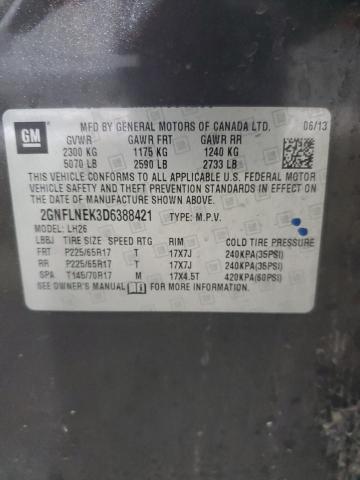 GM
MFD BY GENERAL MOTORS OF CANADA LTD. 06/13
GVWR GAWR FRT GAWR RR
2300 KG 1175 KG 1240 KG
5070 LB 2590 LB 2733 LB
THIS VEHICLE CONFORMS TO ALL APPLICABLE U.S. FEDERAL MOTOR
VEHICLE SAFETY AND THEFT PREVENTION STANDARDS IN EFFECT ON
THE DATE OF MANUFACTURE SHOWN ABOVE.
2GNFLNEK3D6388421 TYPE: M.P.V.
MODEL: LH26
LBBJ TIRE SIZE SPEED RTG RIM COLD TIRE PRESSURE
FRT P225/65R17 T 17X7J 240KPA(35PSI)
RR P225/65R17 T 17X7J 240KPA(35PSI)
SPA T145/70R17 M 17X4.5T 420KPA(60PSI)
SEE OWNER'S MANUAL FOR MORE INFORMATION.